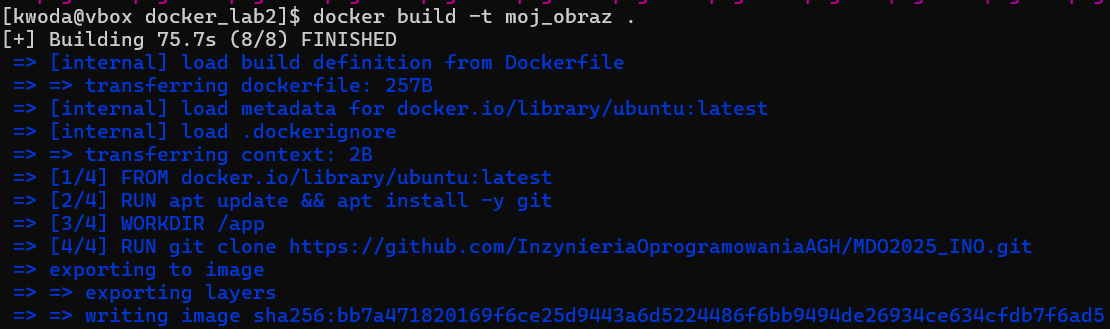 [kwoda@vbox docker_lab2]$ docker build -t moj_obraz .
[+] Building 75.7s (8/8) FINISHED
=> [internal] load build definition from Dockerfile
=> => transferring dockerfile: 257B
=> [internal] load metadata for docker.io/library/ubuntu:latest
=> [internal] load .dockerignore
=> => transferring context: 2B
=> [1/4] FROM docker.io/library/ubuntu:latest
=> [2/4] RUN apt update && apt install -y git
=> [3/4] WORKDIR /app
=> [4/4] RUN git clone https://github.com/InzynieriaOprogramowaniaAGH/MDO2025_INO.git
=> exporting to image
=> => exporting layers
=> => writing image sha256:bb7a471820169f6ce25d9443a6d5224486f6bb9494de26934ce634cfdb7f6ad5